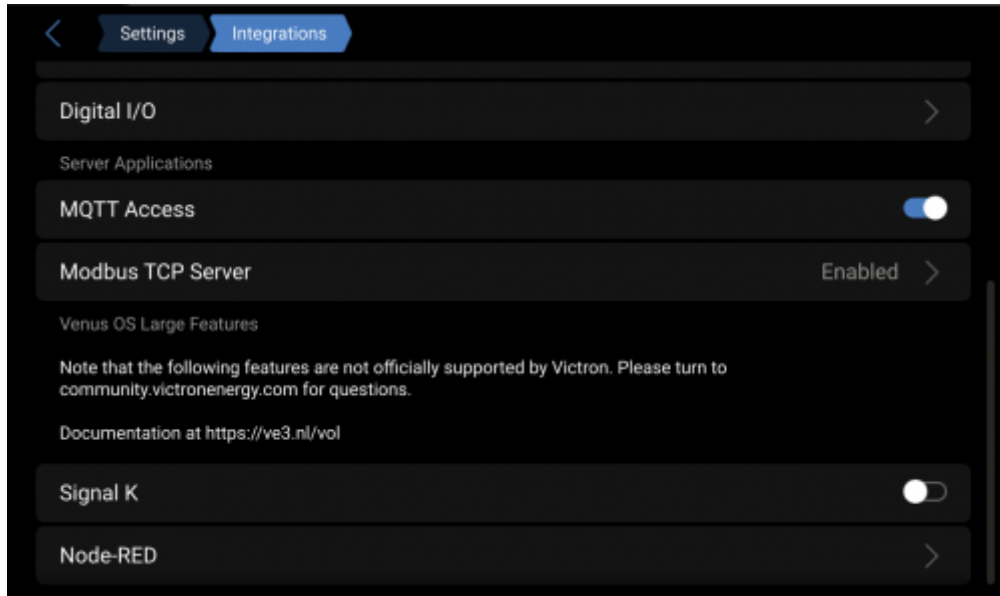 Settings
Integrations
Digital I/O
Server Applications
MQTT Access
Modbus TCP Server
Enabled
Venus OS Large Features
Note that the following features are not officially supported by Victron. Please turn to
community.victronenergy.com for questions.
Documentation at https://ve3.nl/vol
Signal K
Node-RED